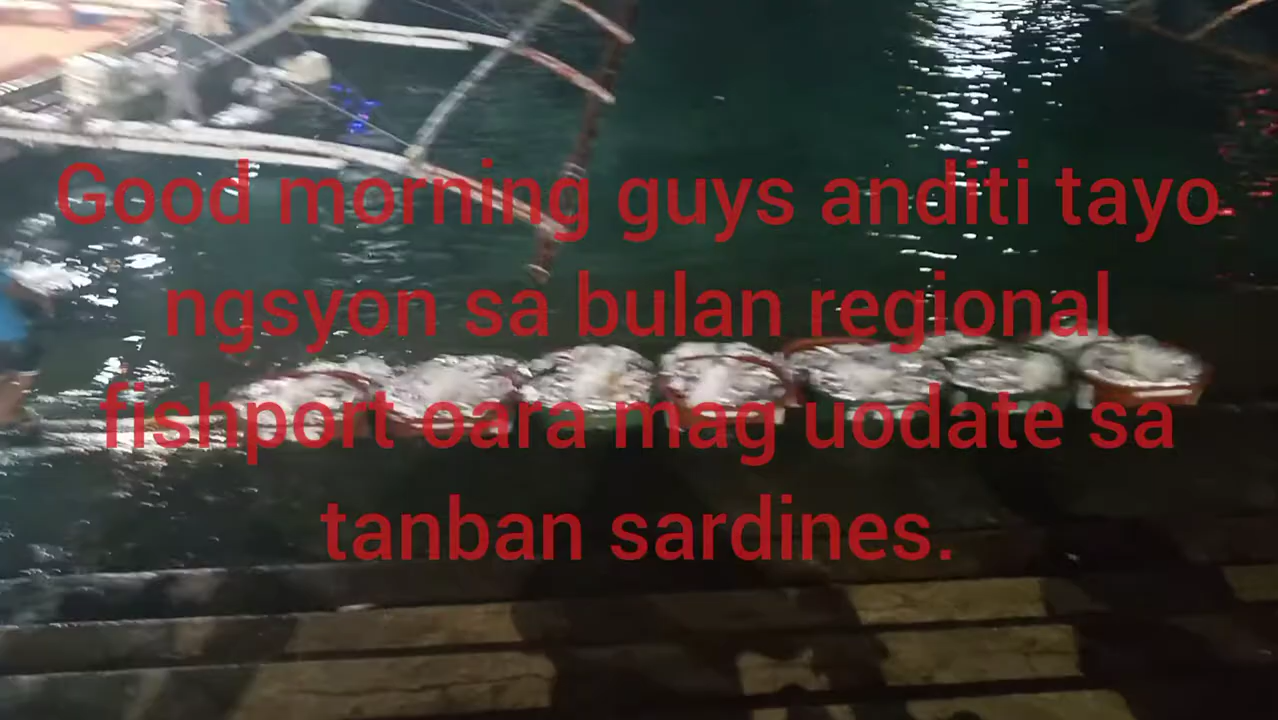 Good morning guys anditi tayo
ngsyon sa bulan regional
fishport oara mag uodate sa
tanban sardines.